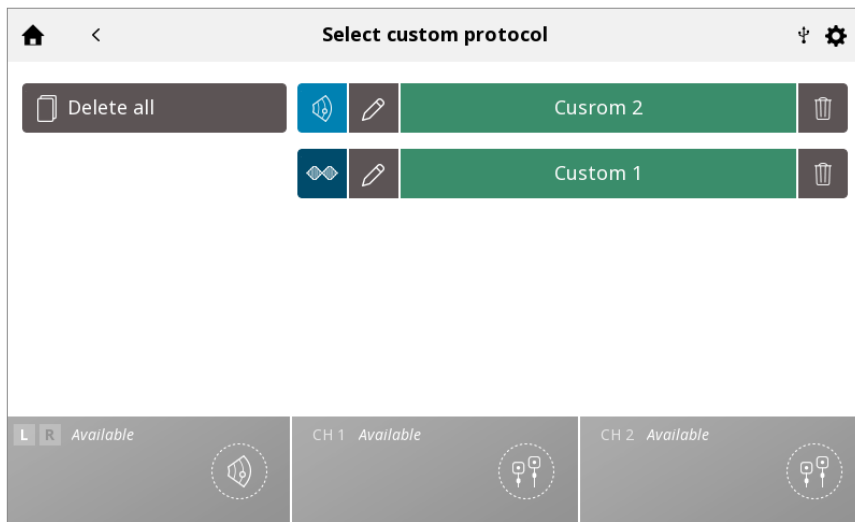 Select custom protocol
Delete all
Cusrom 2
Custom 1
L R Available
CH 1 Available
CH 2 Available